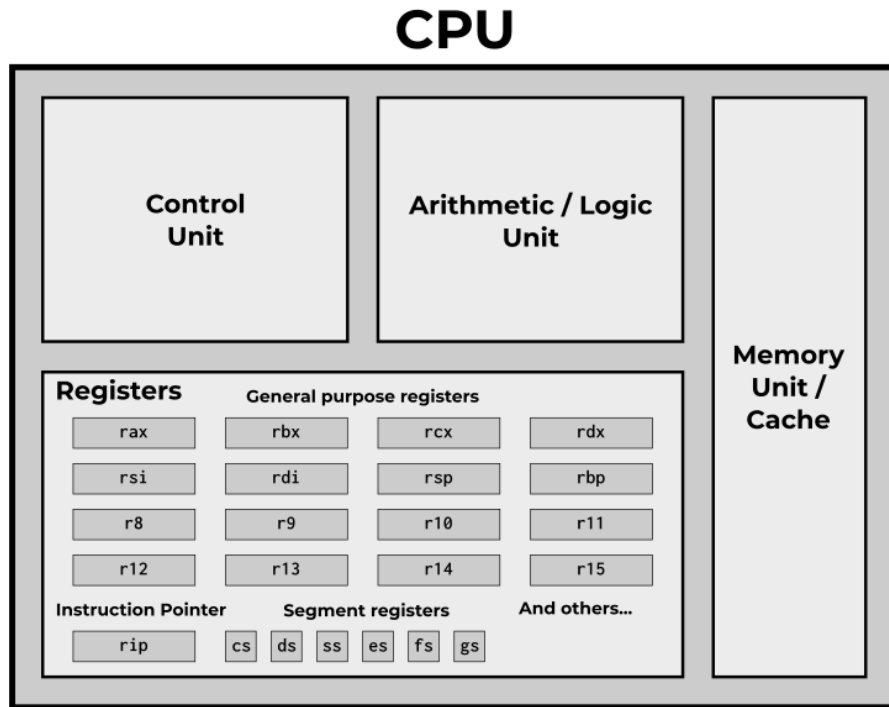 CPU
Control
Unit
Arithmetic / Logic
Unit
Memory
Unit /
Cache
Registers
General purpose registers
rax rbx rcx rdx
rsi rdi rsp rbp
r8 r9 r10 r11
r12 r13 r14 r15
Instruction Pointer Segment registers And others...
rip cs ds ss es fs gs